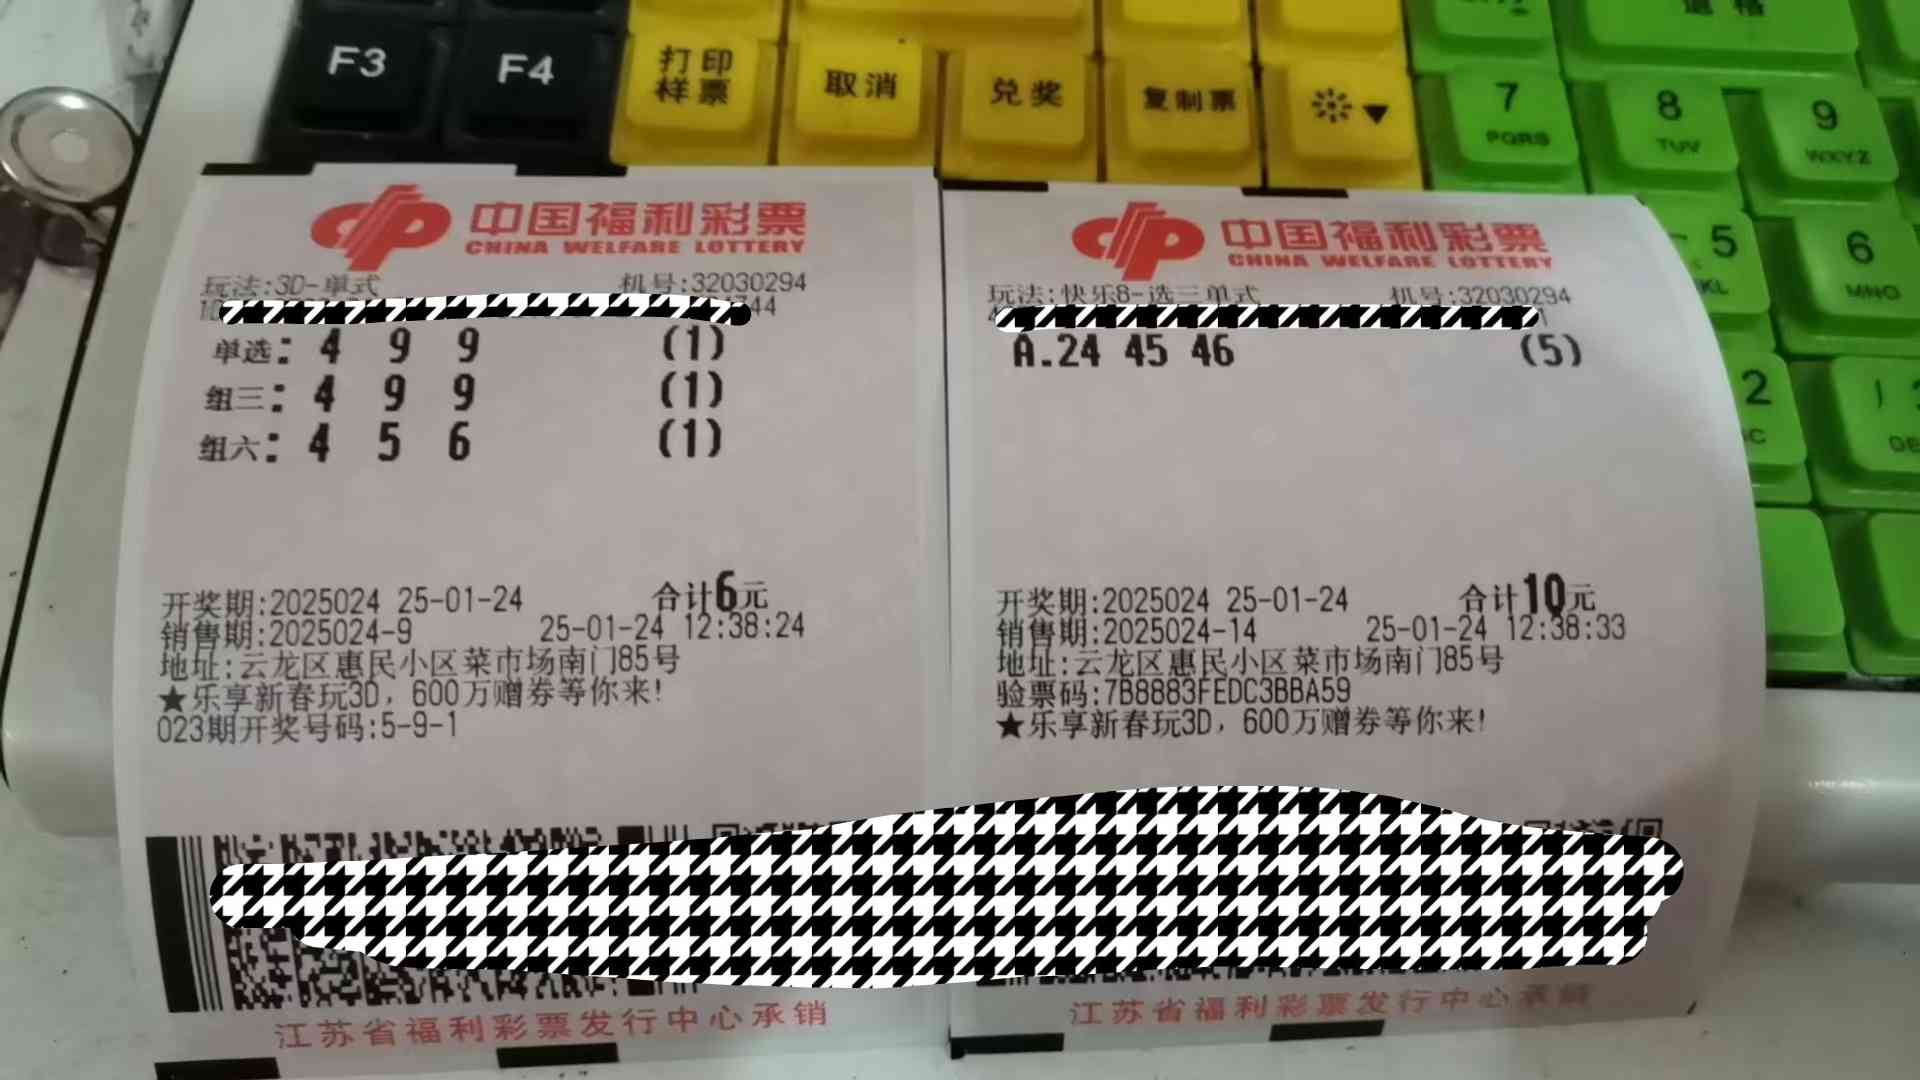 F3
F4
打印
样票
取消
兑奖
复制票
退格
7
PQRS
8
TUV
9
WXYZ
5
KL
6
MNO
2
中国福利彩票
CHINA WELFARE LOTTERY
玩法:3D-单式 机号:32030294
44
单选: 4 9 9 (1)
组三: 4 9 9 (1)
组六: 4 5 6 (1)
开奖期:2025024 25-01-24 合计6元
销售期:2025024-9 25-01-24 12:38:24
地址:云龙区惠民小区菜市场南门85号
★乐享新春玩3D，600万赠券等你来!
023期开奖号码:5-9-1
江苏省福利彩票发行中心承销
中国福利彩票
CHINA WELFARE LOTTERY
玩法:快乐8-选三单式 机号:32030294
A.24 45 46 (5)
开奖期:2025024 25-01-24 合计10元
销售期:2025024-14 25-01-24 12:38:33
地址:云龙区惠民小区菜市场南门85号
验票码:7B8883FEDC3BBA59
★乐享新春玩3D，600万赠券等你来!
江苏省福利彩票发行中心承销